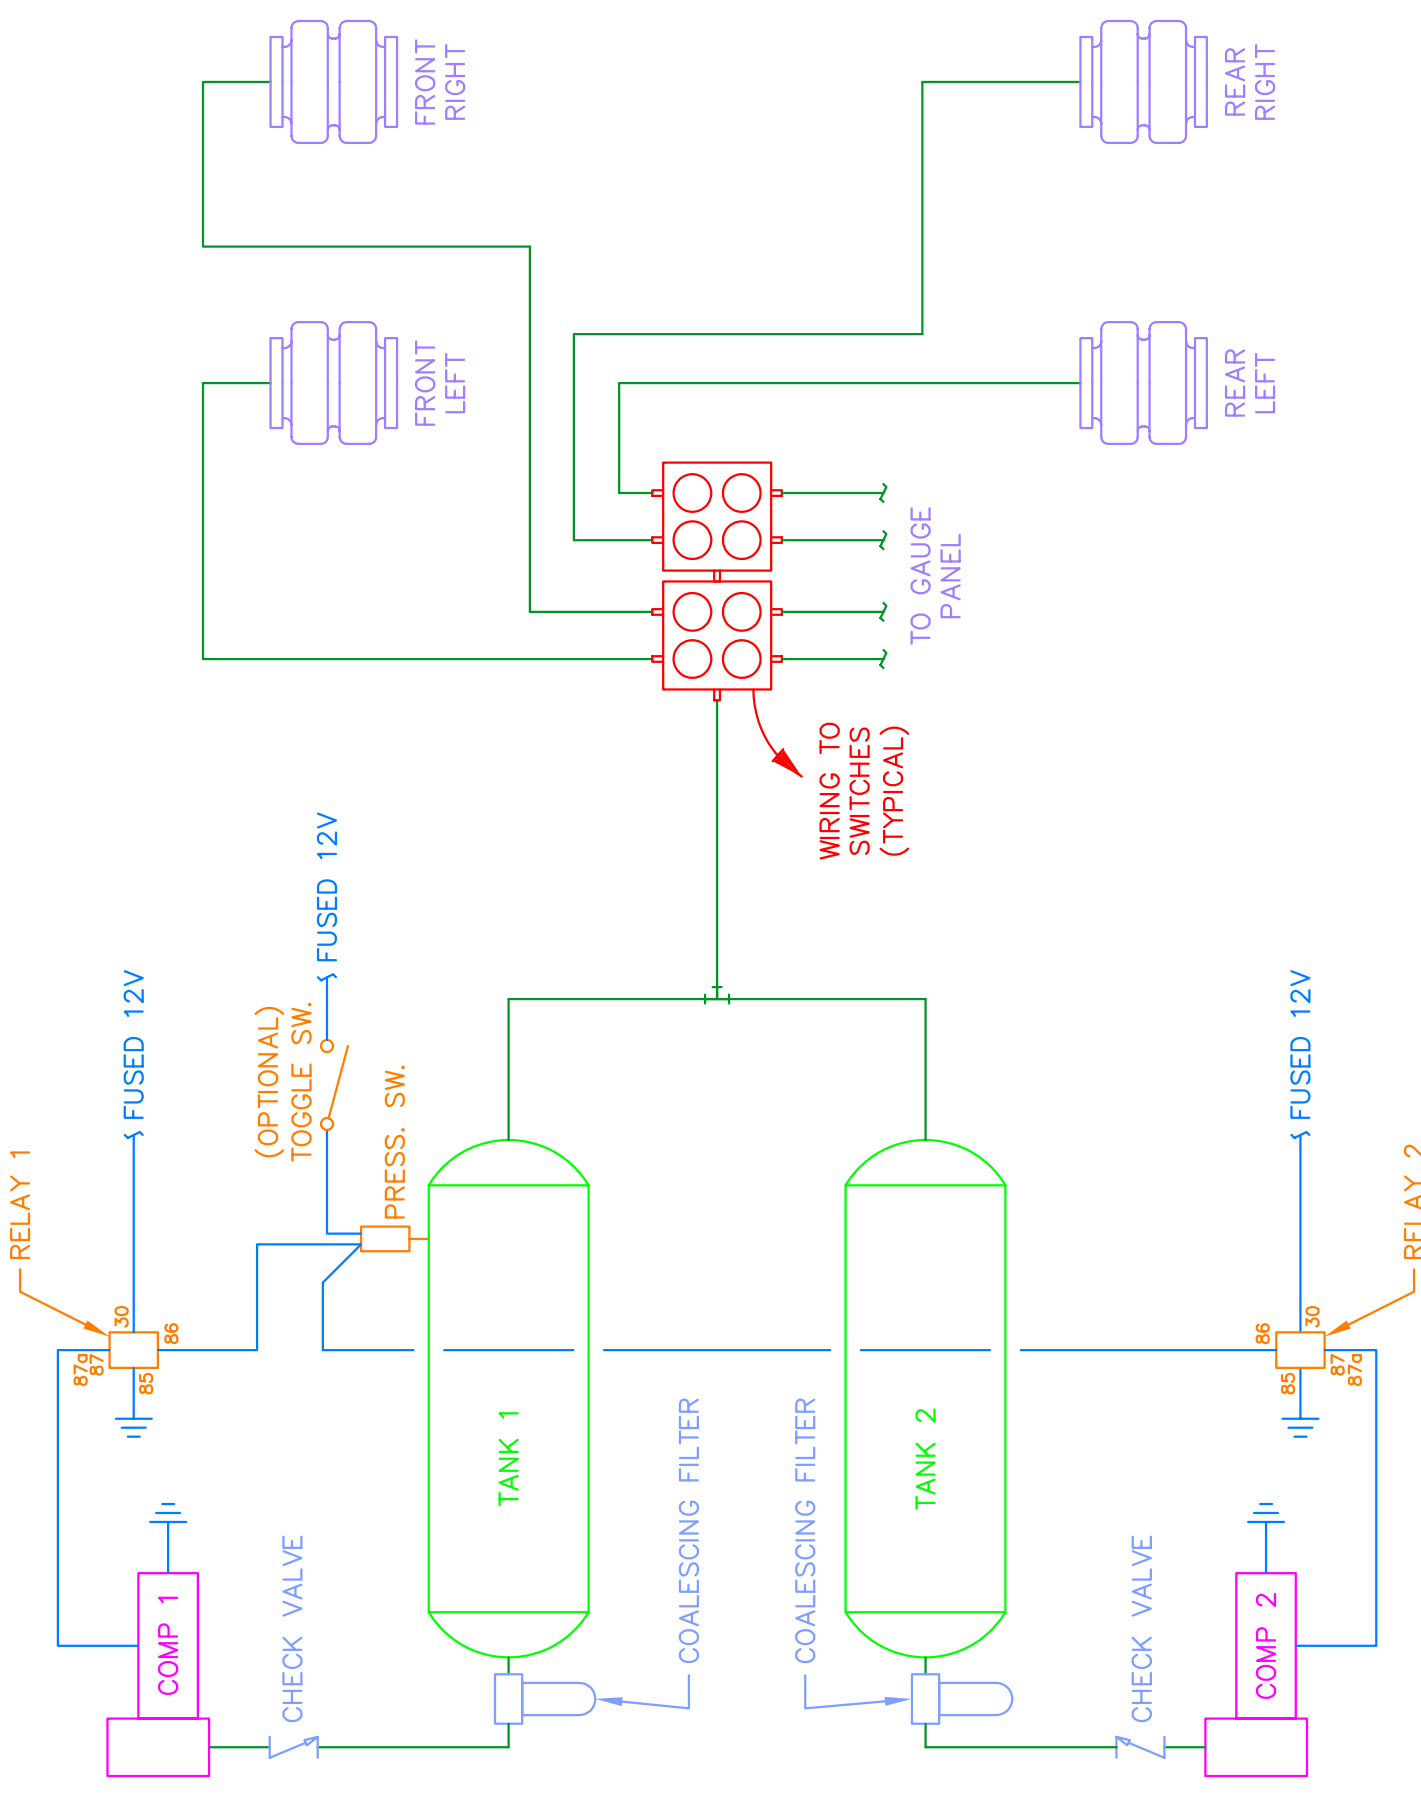 FRONT
RIGHT
REAR
RIGHT
FRONT
LEFT
REAR
LEFT
TO GAUGE
PANEL
WIRING TO
SWITCHES
(TYPICAL)
FUSED 12V
FUSED 12V
FUSED 12V
(OPTIONAL)
TOGGLE SW.
PRESS. SW.
RELAY 1
30
86
87a
87
85
86
30
85
87
87a
TANK 1
TANK 2
COALESCING FILTER
COALESCING FILTER
COMP 1
CHECK VALVE
CHECK VALVE
COMP 2